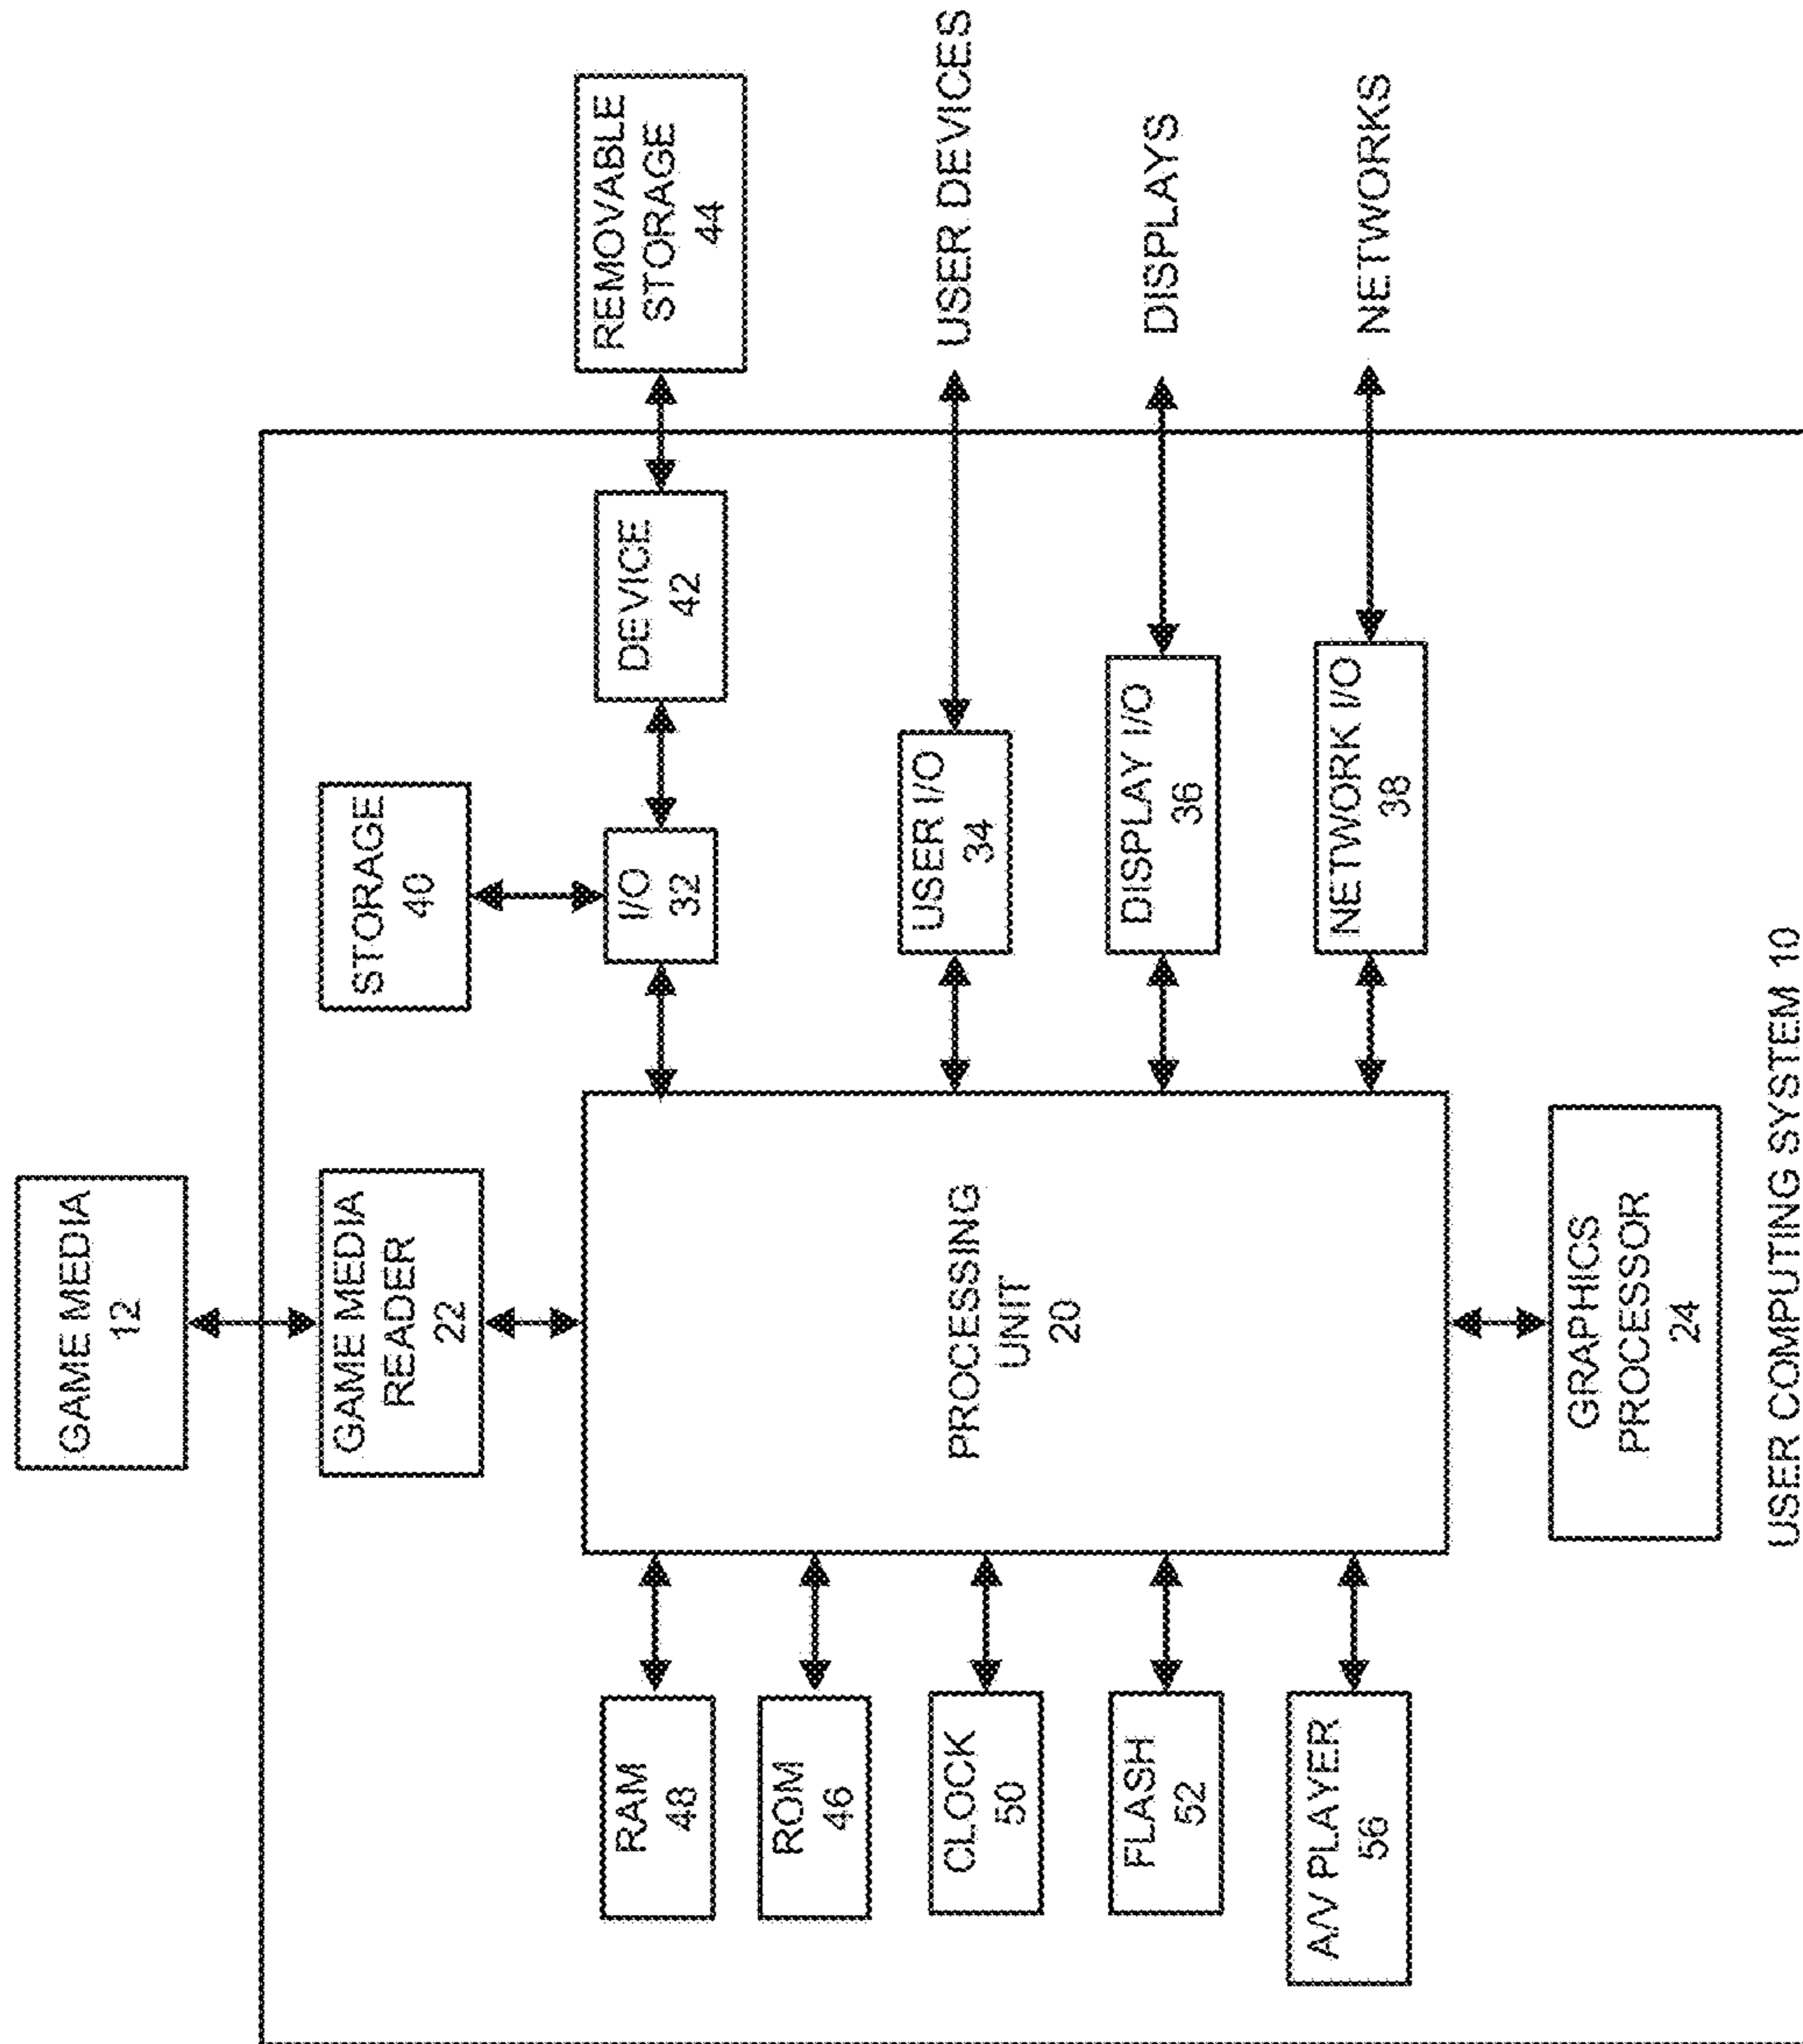 GAME MEDIA
12
GAME MEDIA
READER
22
STORAGE
40
RAM
48
ROM
46
CLOCK
50
FLASH
52
A/V PLAYER
56
PROCESSING
UNIT
20
I/O
32
DEVICE
42
REMOVABLE
STORAGE
44
USER I/O
34
USER DEVICES
DISPLAY I/O
36
DISPLAYS
NETWORK I/O
38
NETWORKS
GRAPHICS
PROCESSOR
24
USER COMPUTING SYSTEM 10